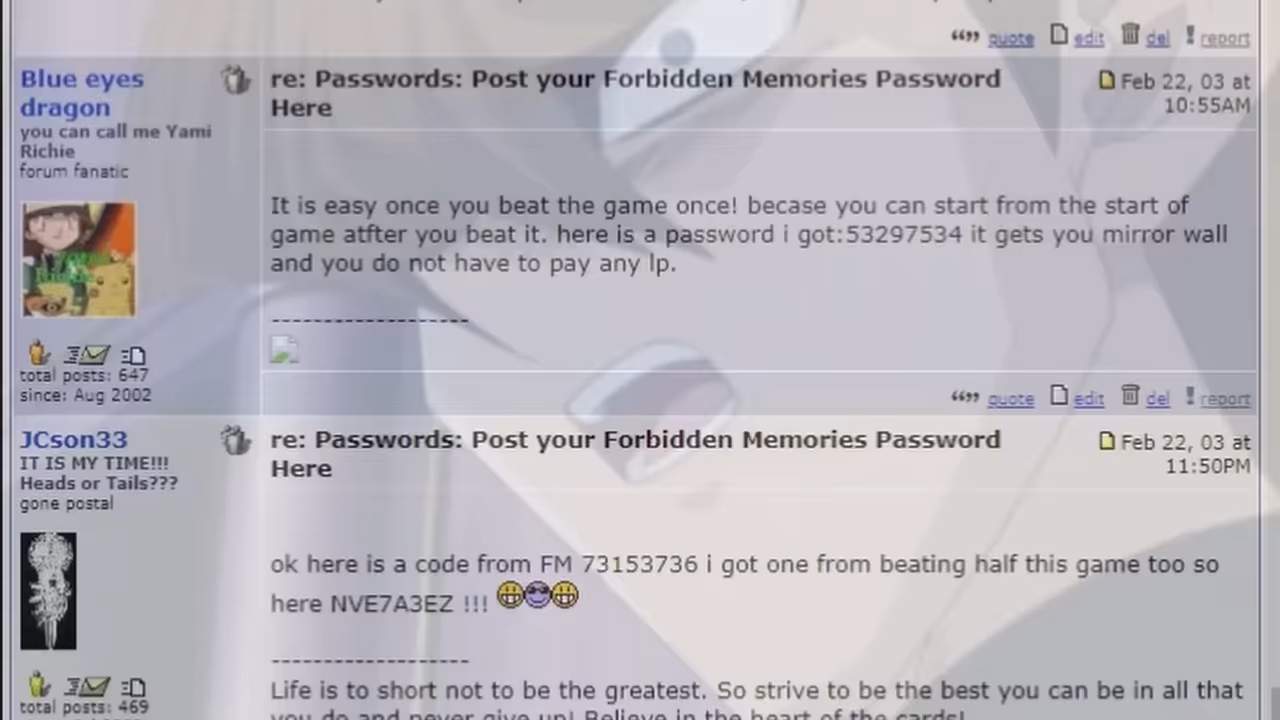 quote edit del report
Blue eyes dragon
you can call me Yami Richie
forum fanatic
re: Passwords: Post your Forbidden Memories Password Here
Feb 22, 03 at 10:55AM
It is easy once you beat the game once! becase you can start from the start of
game atfter you beat it. here is a password i got:53297534 it gets you mirror wall
and you do not have to pay any lp.
-------------------
total posts: 647
since: Aug 2002
quote edit del report
JCson33
IT IS MY TIME!!!
Heads or Tails???
gone postal
re: Passwords: Post your Forbidden Memories Password Here
Feb 22, 03 at 11:50PM
ok here is a code from FM 73153736 i got one from beating half this game too so
here NVE7A3EZ !!!
-------------------
Life is to short not to be the greatest. So strive to be the best you can be in all that
you do and never give up! Believe in the heart of the cards!
total posts: 469